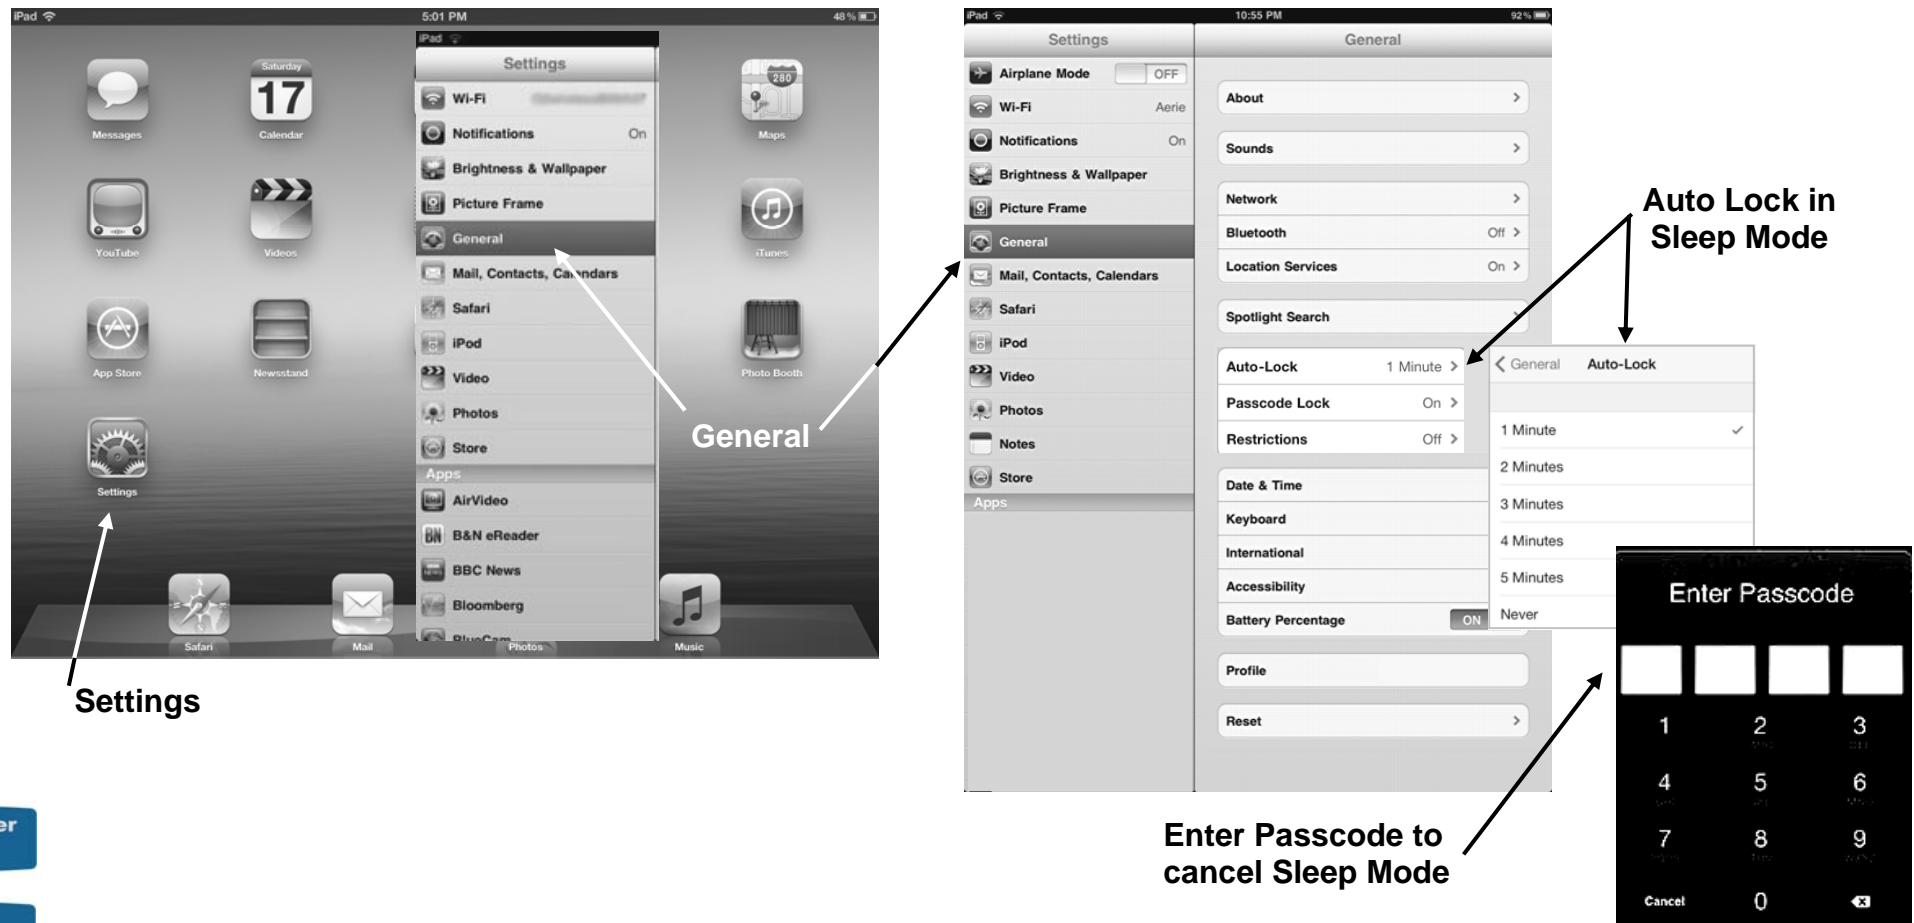 iPad
5:01 PM
48%
Messages
Saturday
17
Calendar
280
Maps
YouTube
Videos
iTunes
App Store
Newsstand
Photo Booth
Settings
Safari
Mail
Photos
Music
iPad
Settings
Wi-Fi
Notifications On
Brightness & Wallpaper
Picture Frame
General
Mail, Contacts, Calendars
Safari
iPod
Video
Photos
Store
Apps
AirVideo
BN B&N eReader
BBC News
Bloomberg
BlueCam
General
Settings
er
iPad
10:55 PM
92%
Settings
Airplane Mode OFF
Wi-Fi Aerie
Notifications On
Brightness & Wallpaper
Picture Frame
General
Mail, Contacts, Calendars
Safari
iPod
Video
Photos
Notes
Store
Apps
General
About
Sounds
Network
Bluetooth Off
Location Services On
Spotlight Search
Auto-Lock 1 Minute
Passcode Lock On
Restrictions Off
Date & Time
Keyboard
International
Accessibility
Battery Percentage ON
Profile
Reset
Auto Lock in
Sleep Mode
General Auto-Lock
1 Minute
2 Minutes
3 Minutes
4 Minutes
5 Minutes
Never
Enter Passcode
1 2 3
4 5 6
7 8 9
Cancel 0
Enter Passcode to
cancel Sleep Mode